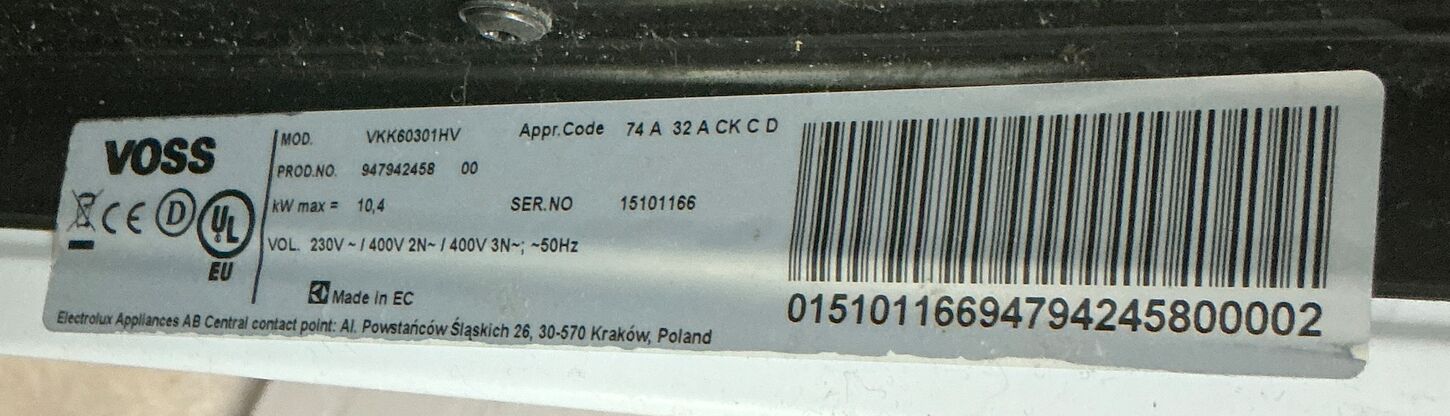 VOSS
D
UL
EU
MOD. VKK60301HV Appr.Code 74 A 32 A CK C D
PROD.NO. 947942458 00
kW max = 10,4 SER.NO 15101166
VOL. 230V ~ / 400V 2N~ / 400V 3N~; ~50Hz
Made in EC
Electrolux Appliances AB Central contact point: Al. Powstańców Śląskich 26, 30-570 Kraków, Poland
01510116694794245800002